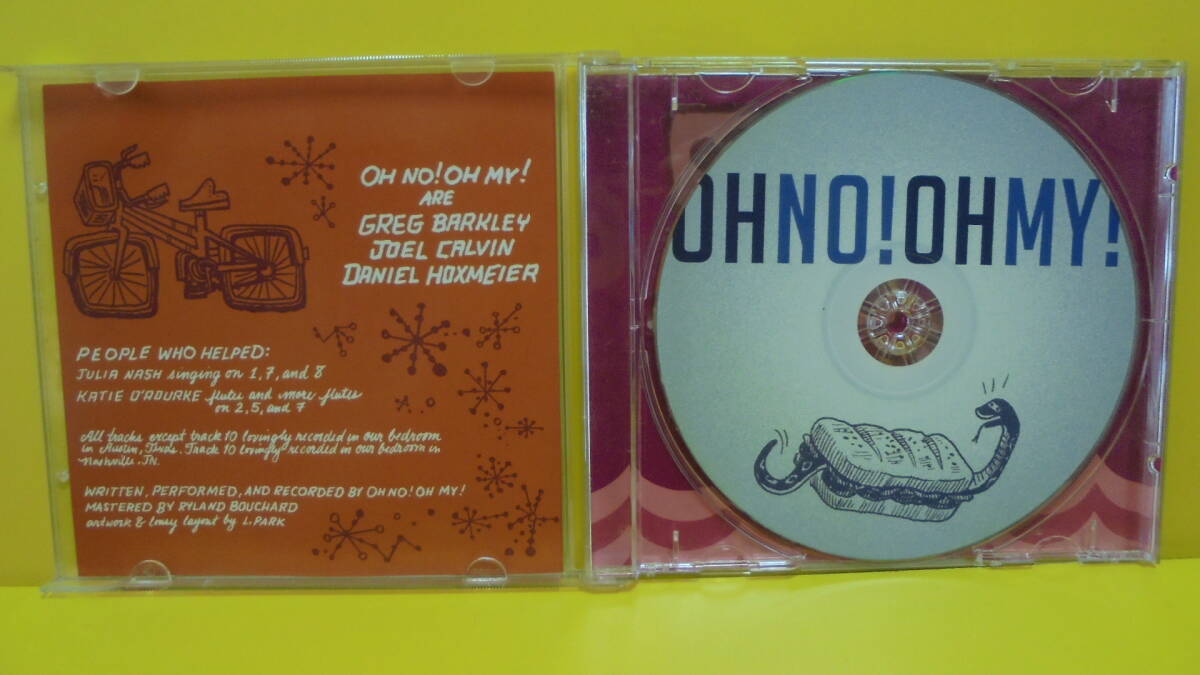 OH NO! OH MY!
ARE
GREG BARKLEY
JOEL CALVIN
DANIEL HOXMEIER
PEOPLE WHO HELPED:
JULIA NASH singing on 1, 7, and 8
KATIE O'ROURKE flutes and more flutes
on 2, 5, and 7
All tracks except track 10 lovingly recorded in our bedroom
in Austin, Texas. Track 10 lovingly recorded in our bedroom in
Nashville, TN.
WRITTEN, PERFORMED, AND RECORDED BY OH NO! OH MY!
MASTERED BY RYLAND BOUCHARD
artwork & lousy layout by L. PARK
OHNO!OHMY!